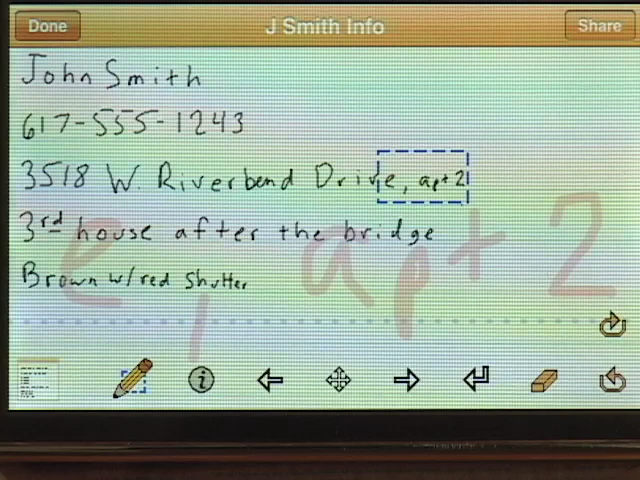 Done J Smith Info Share
John Smith
617-555-1243
3518 W. Riverbend Drive, apt 2
3rd house after the bridge
Brown w/red shutter
e, apt 2